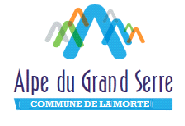 Alpe du Grand Serre
COMMUNE DE LA MORTE